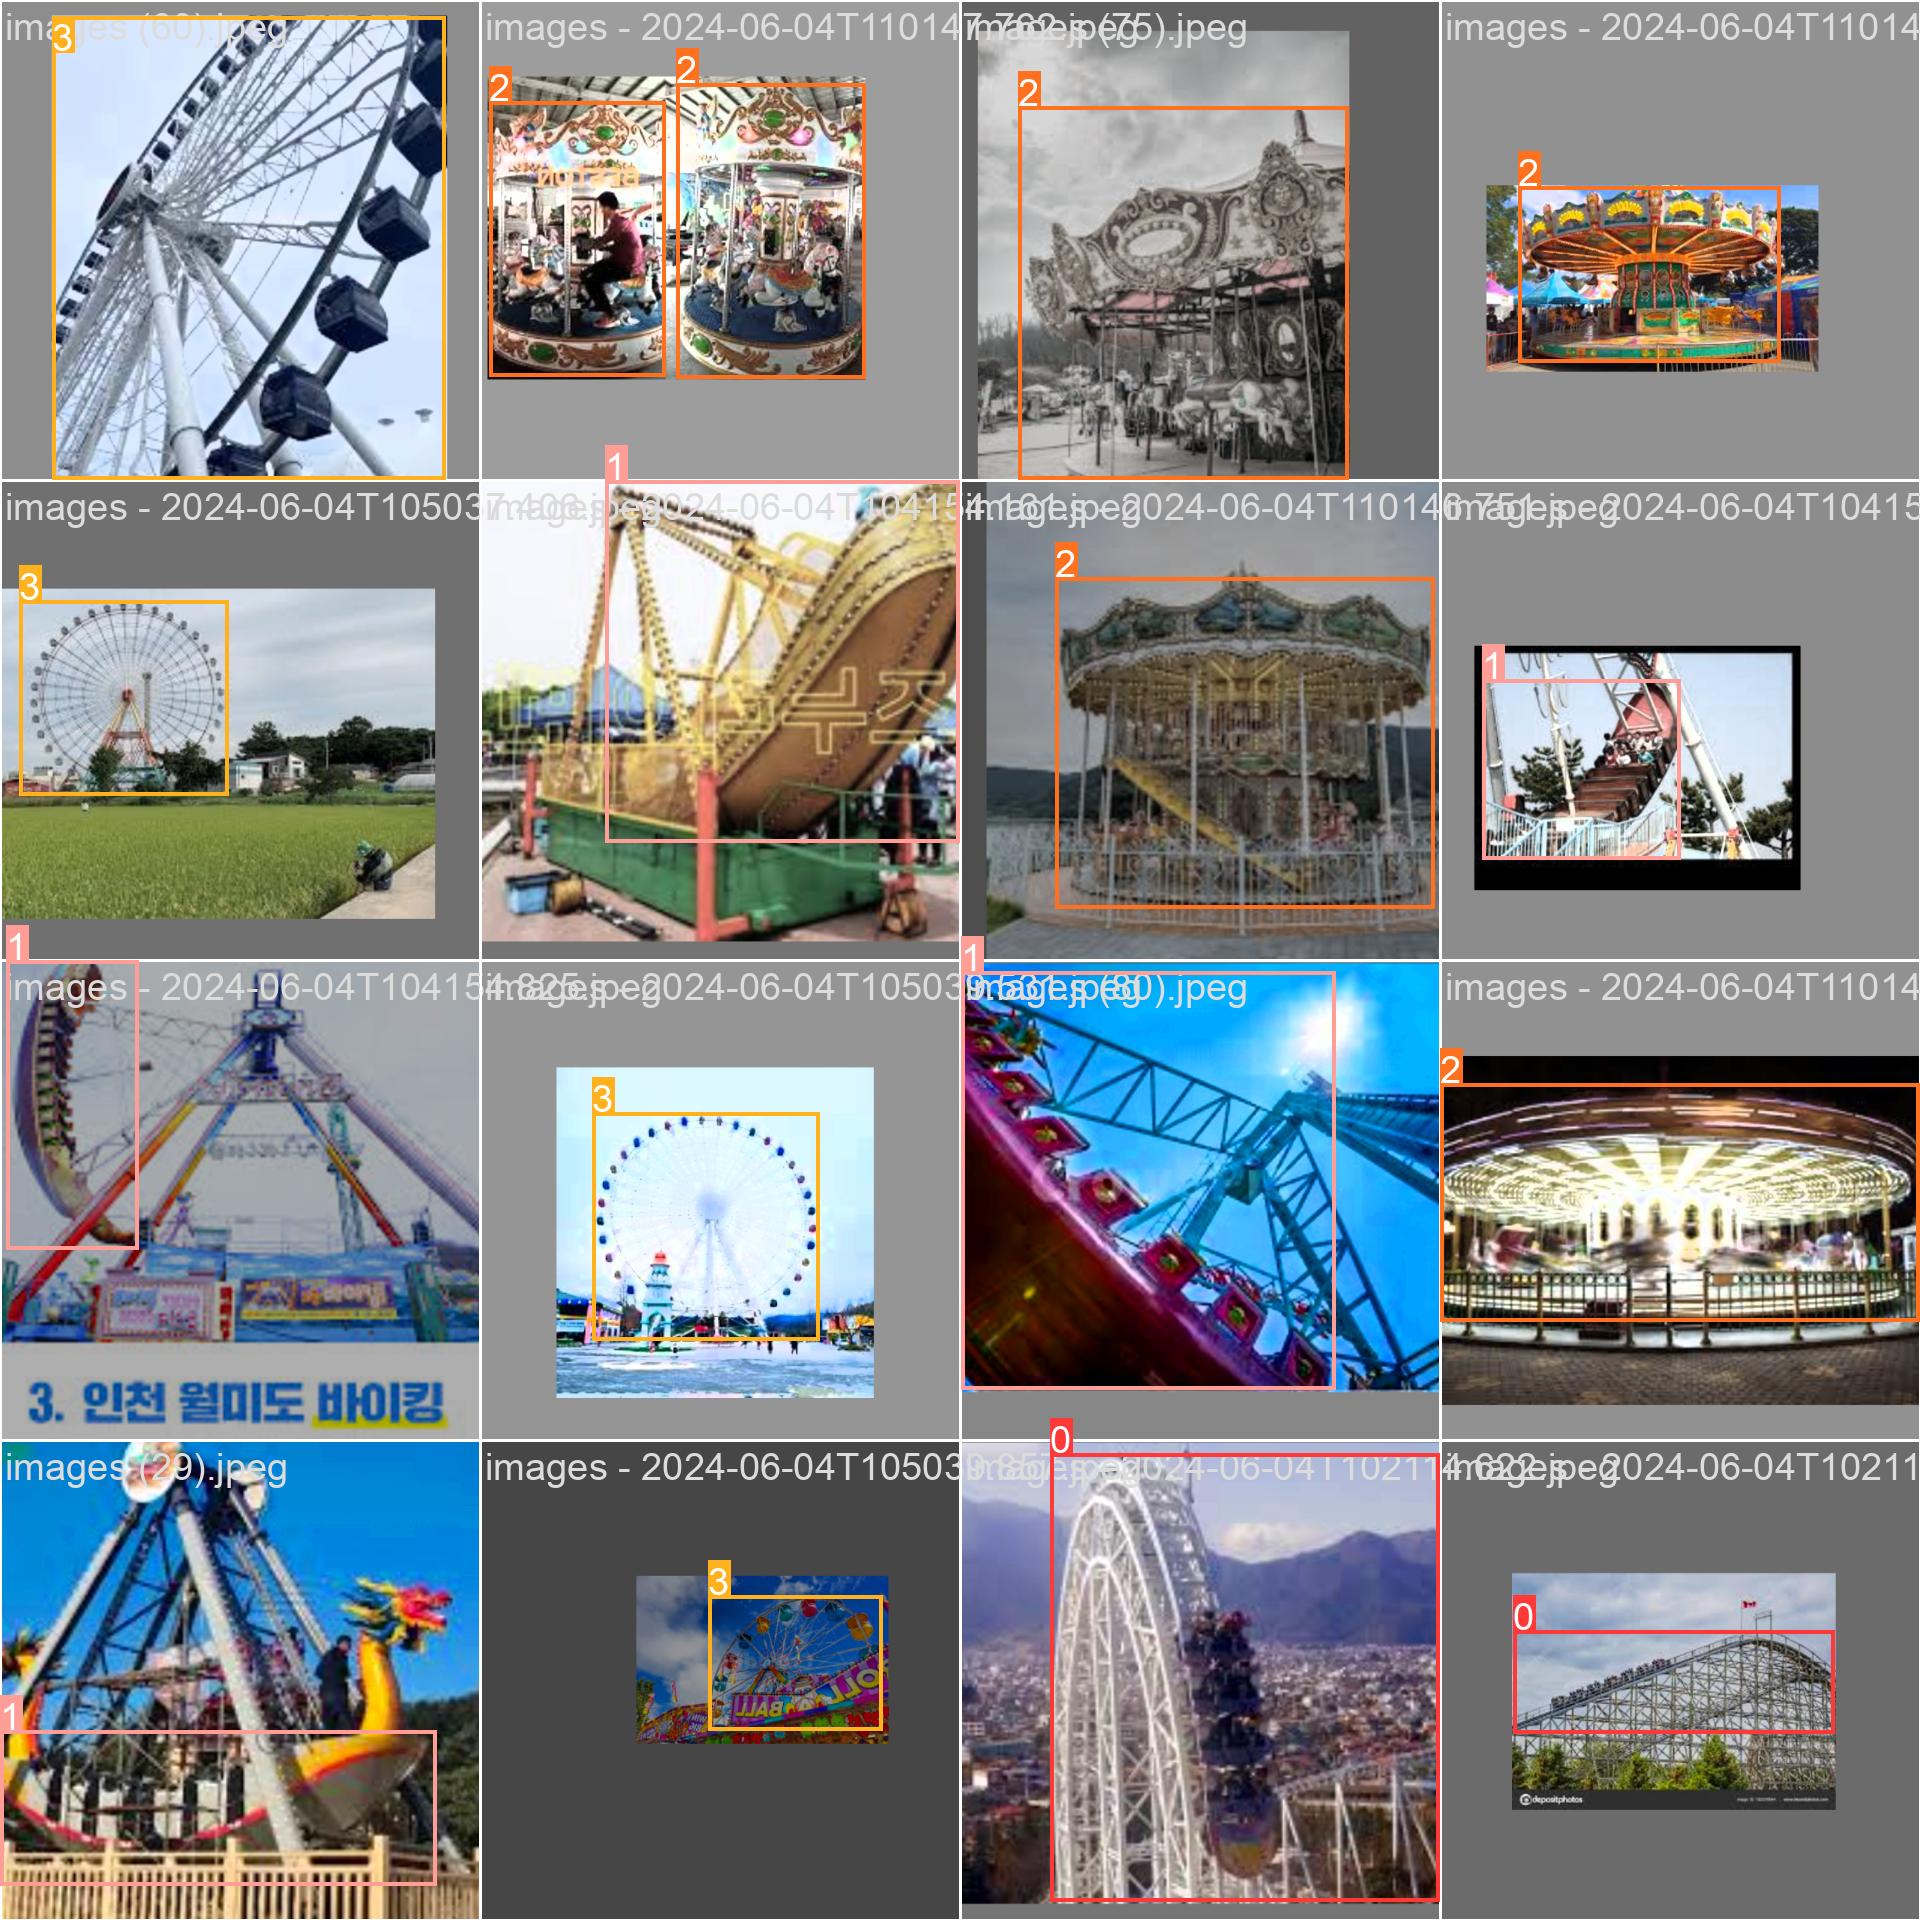 3
images (60).jpeg
2
2
images - 2024-06-04T110147.762.jpeg
2
images (75).jpeg
2
images - 2024-06-04T11014
3
images - 2024-06-04T105037.406.jpeg
1
images - 2024-06-04T104154.161.jpeg
2
images - 2024-06-04T110146.751.jpeg
1
images - 2024-06-04T10415
1
images - 2024-06-04T104154.825.jpeg
3. 인천 월미도 바이킹
3
images - 2024-06-04T105039.531.jpeg
1
images (80).jpeg
2
images - 2024-06-04T11014
1
images (29).jpeg
3
images - 2024-06-04T105039.857.jpeg
0
images - 2024-06-04T102114.622.jpeg
0
images - 2024-06-04T10211
depositphotos